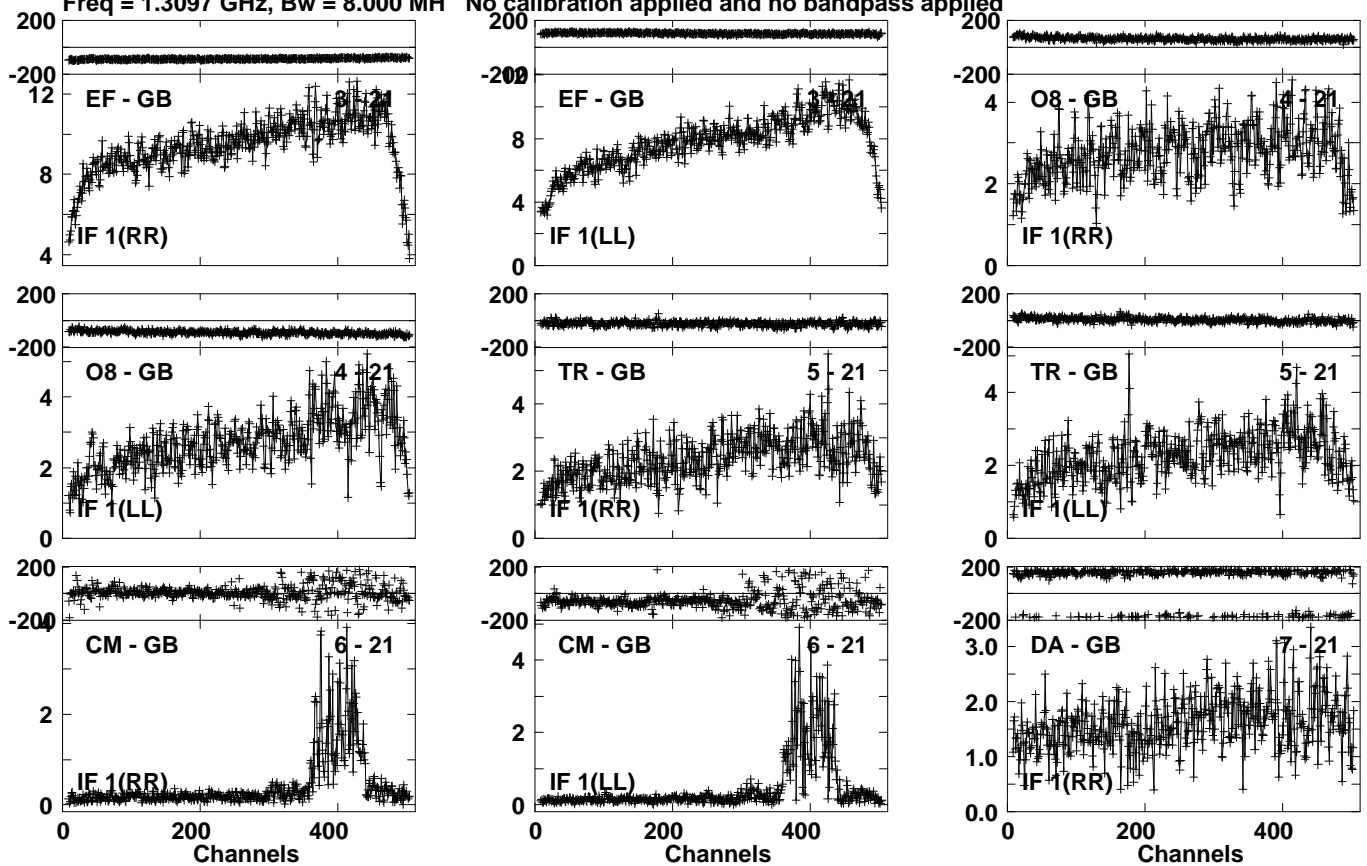 Freq = 1.3097 GHz, Bw = 8.000 MH No calibration applied and no bandpass applied
200
-200
12
8
4
EF - GB
3 - 21
IF 1(RR)
200
-200
12
8
4
0
EF - GB
3 - 21
IF 1(LL)
200
-200
4
2
0
O8 - GB
4 - 21
IF 1(RR)
200
-200
4
2
0
O8 - GB
4 - 21
IF 1(LL)
200
-200
4
2
0
TR - GB
5 - 21
IF 1(RR)
200
-200
4
2
0
TR - GB
5 - 21
IF 1(LL)
200
-200
4
2
0
CM - GB
6 - 21
IF 1(RR)
0 200 400
Channels
200
-200
4
2
0
CM - GB
6 - 21
IF 1(LL)
0 200 400
Channels
200
-200
3.0
2.0
1.0
0.0
DA - GB
7 - 21
IF 1(RR)
0 200 400
Channels